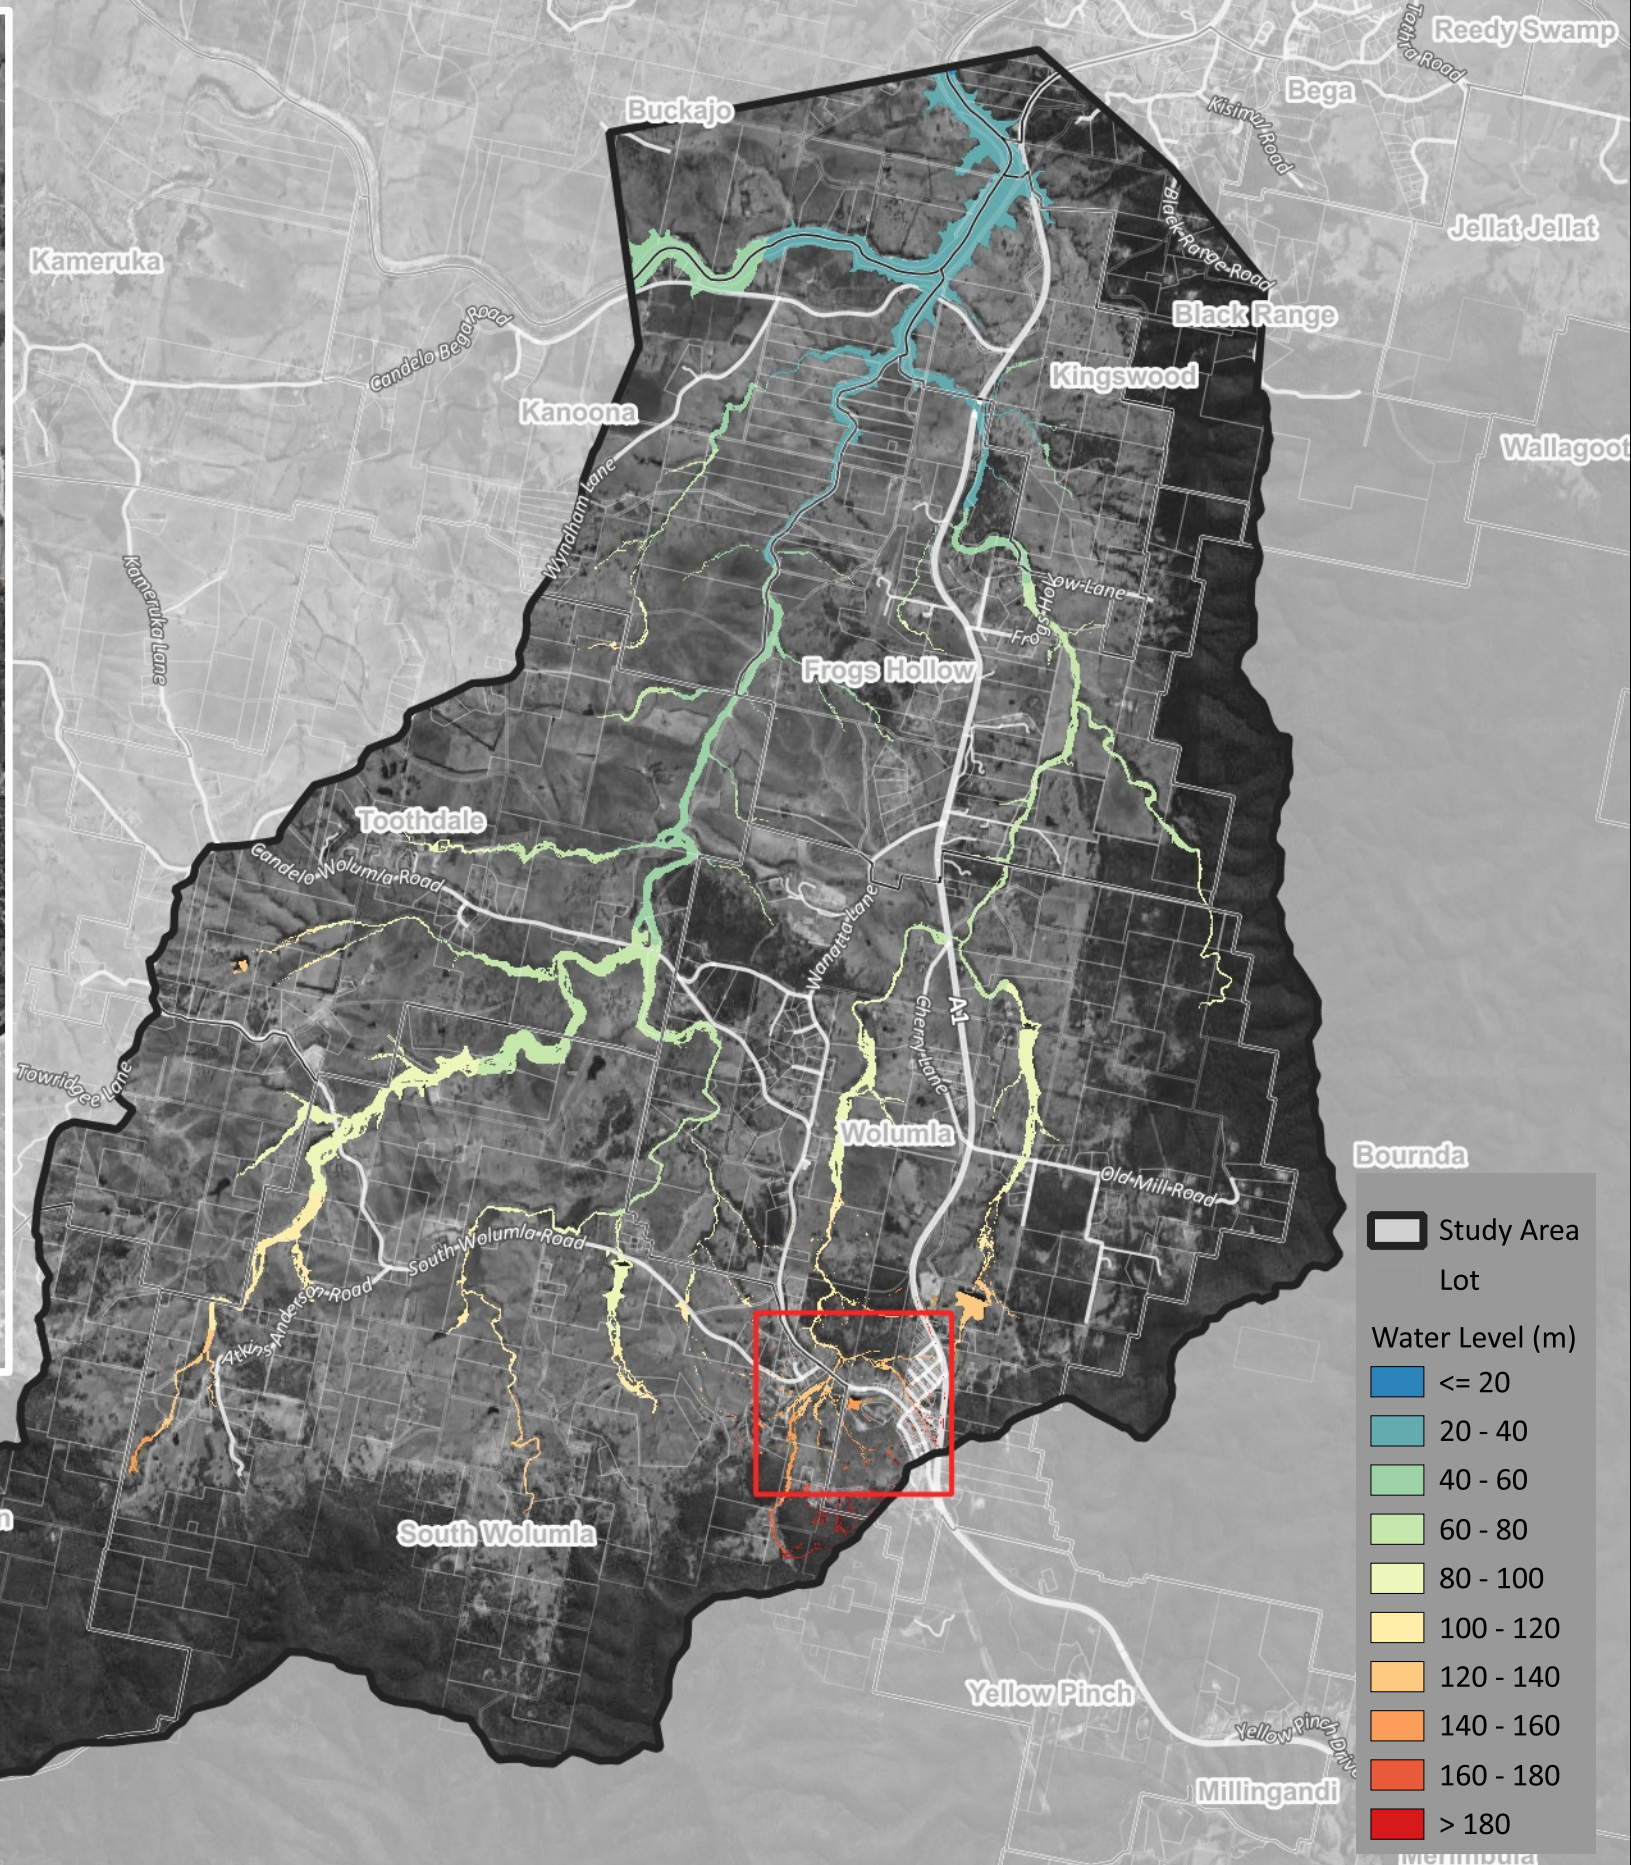 Reedy Swamp
Tathra Road
Bega
Buckajo
Kisimul Road
Black Range Road
Jellat Jellat
Kameruka
Black Range
Candelo Bega Road
Kingswood
Kanoona
Wallagoot
Wyndham Lane
Kameruka Lane
Frogs Hollow Lane
Frogs Hollow
Toothdale
Candelo Wolumla Road
Wanatta Lane
Cherry Lane
A1
Towridgee Lane
Wolumla
Bournda
Old Mill Road
South Wolumla Road
Atkins Anderson Road
South Wolumla
n
Yellow Pinch
Yellow Pinch Drive
Millingandi
Merimbula
Study Area
Lot
Water Level (m)
<= 20
20 - 40
40 - 60
60 - 80
80 - 100
100 - 120
120 - 140
140 - 160
160 - 180
> 180